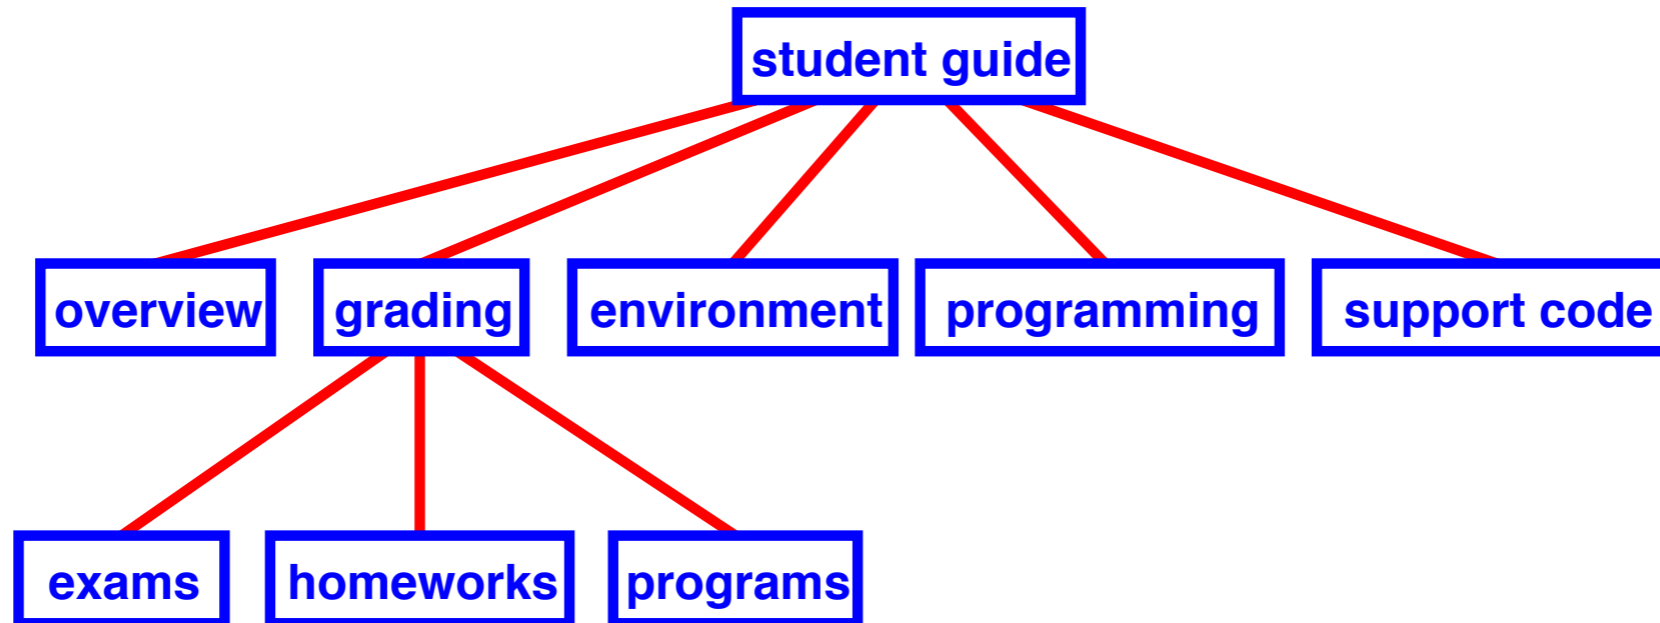 student guide
overview grading environment programming support code
exams homeworks programs